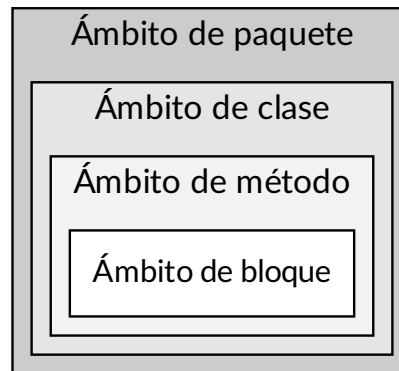 Ámbito de paquete
Ámbito de clase
Ámbito de método
Ámbito de bloque